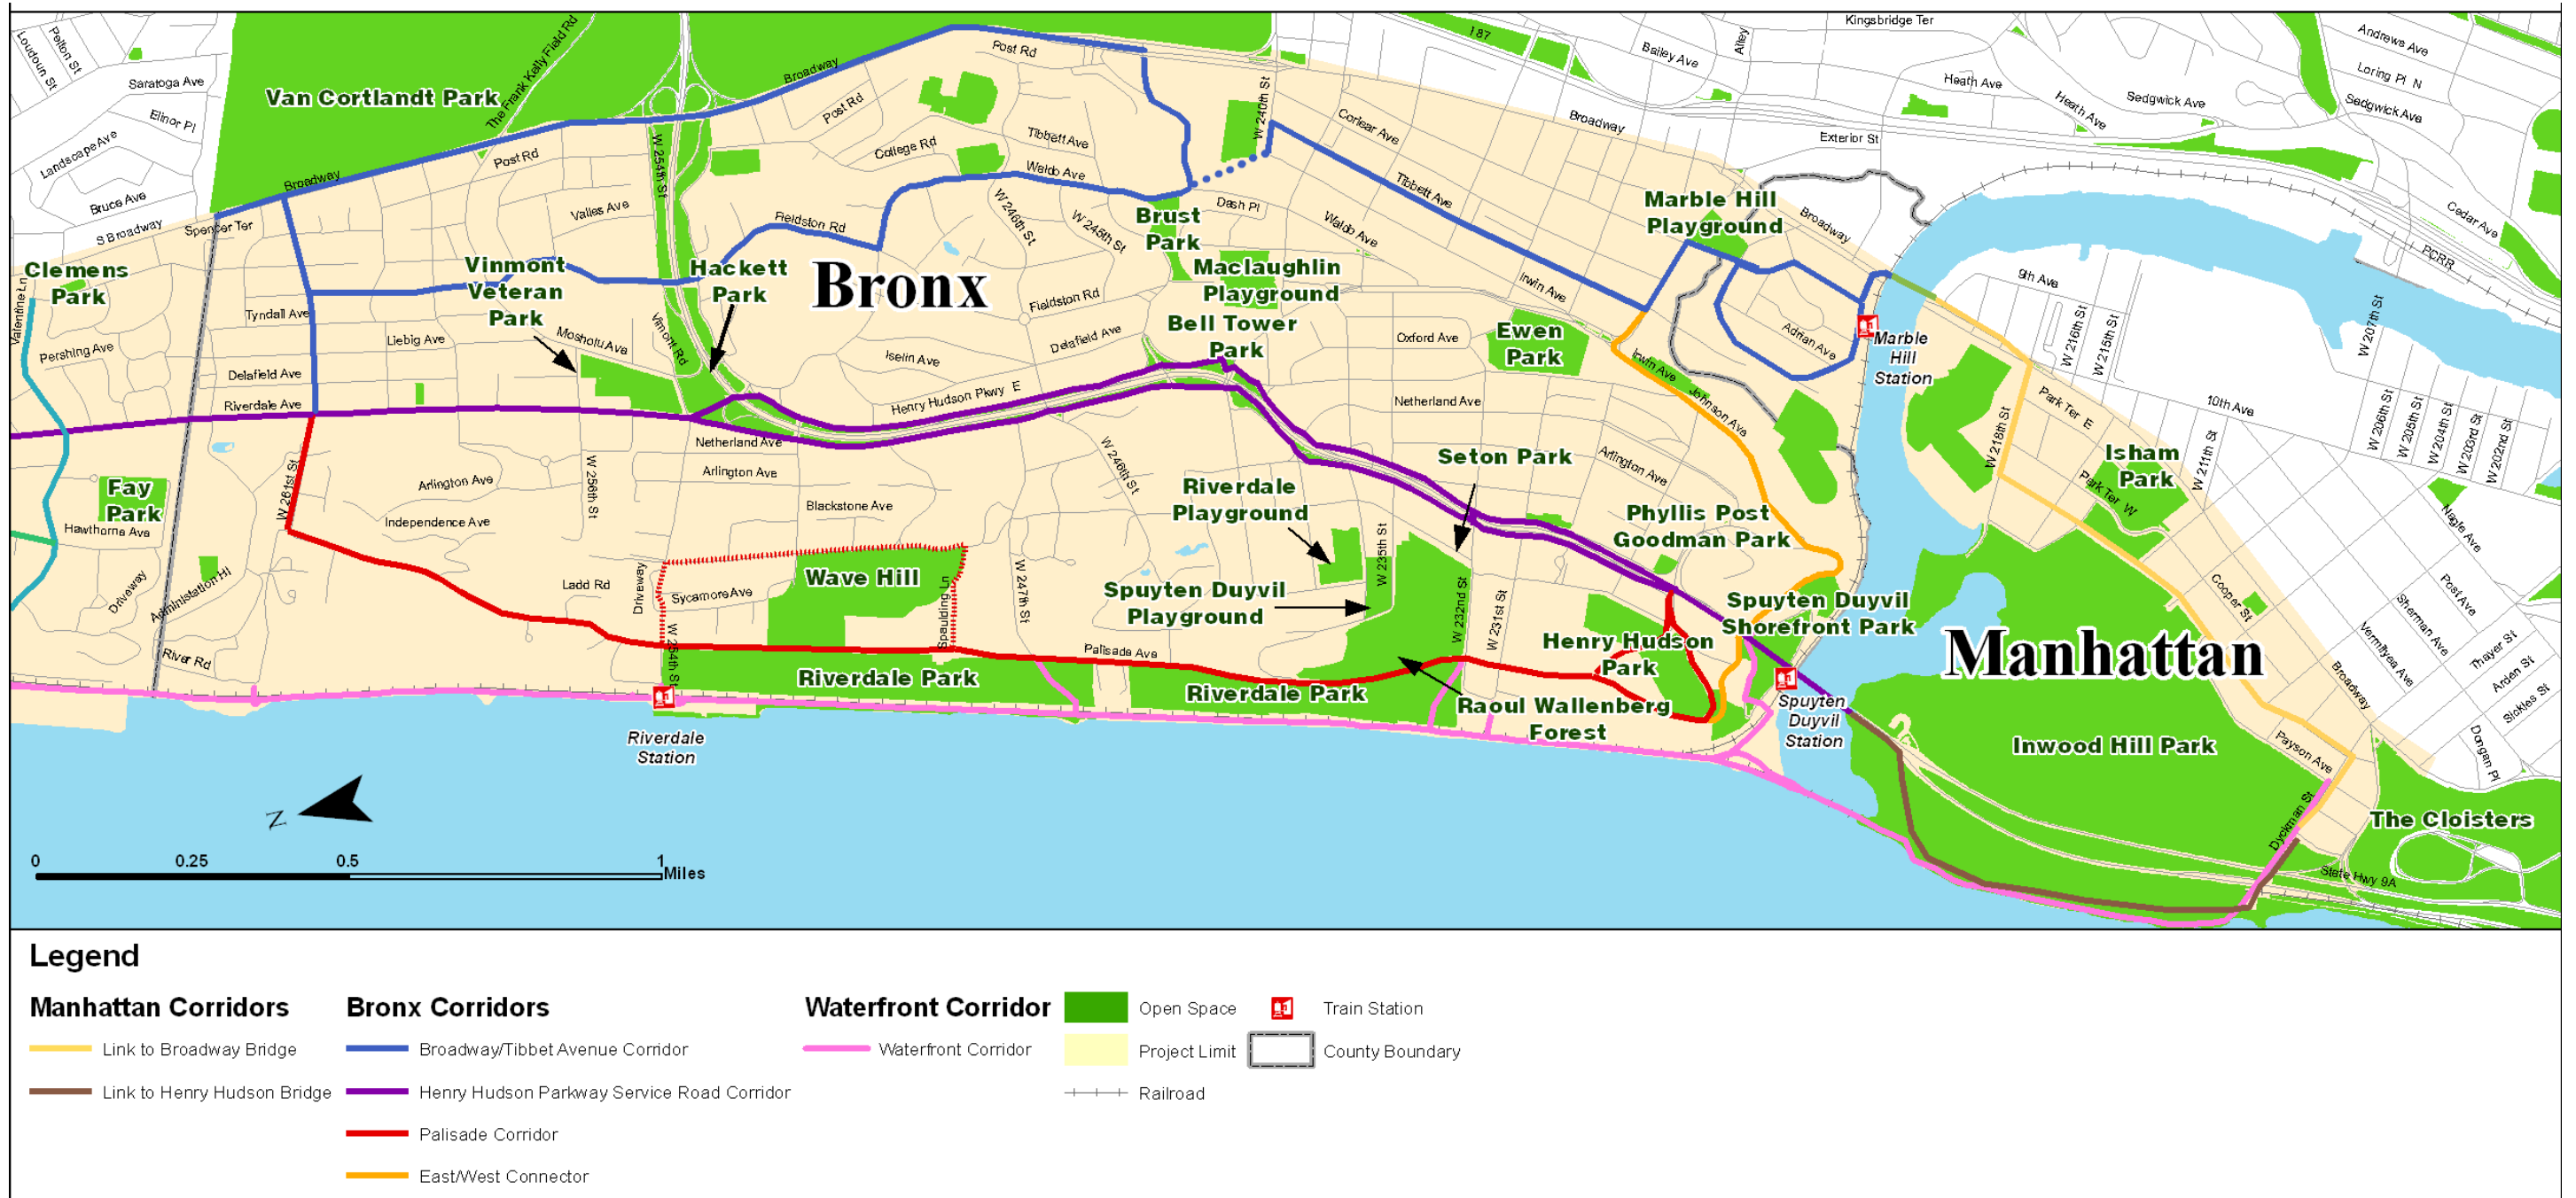 Loudoun St
Pelton St
Saratoga Ave
Elinor Pl
Landscape Ave
Bruce Ave
S Broadway
Spencer Ter
Van Cortlandt Park
The Frank Kelly Field Rd
Broadway
Broadway
Post Rd
Post Rd
Post Rd
W 254th St
College Rd
Tibbett Ave
Waldo Ave
W 240th St
187
Bailey Ave
Alley
Kingsbridge Ter
Heath Ave
Heath Ave
Sedgwick Ave
Sedgwick Ave
Andrews Ave
Loring Pl N
Cedar Ave
PCRR
Exterior St
Broadway
Corlear Ave
Tibbett Ave
Waldo Ave
Irwin Ave
Dash Pl
Valles Ave
Fieldston Rd
W 246th St
W 245th St
Brust
Park
Marble Hill
Playground
Broadway
Clemens
Park
Valentine Ln
Pershing Ave
Tyndall Ave
Liebig Ave
Delafield Ave
Riverdale Ave
Vinmont
Veteran
Park
Mosholu Ave
Vinmont Rd
Hackett
Park
Bronx
Maclaughlin
Playground
Bell Tower
Park
Fieldston Rd
Delafield Ave
Iselin Ave
Henry Hudson Pkwy E
Oxford Ave
Ewen
Park
Irwin Ave
Johnson Ave
Adrian Ave
Marble
Hill
Station
9th Ave
W 216th St
W 215th St
W 207th St
10th Ave
W 206th St
W 205th St
W 204th St
W 203rd St
W 202nd St
W 218th St
Park Ter E
Park Ter W
W 211th St
Isham
Park
Nagle Ave
Netherland Ave
Netherland Ave
Arlington Ave
Arlington Ave
Arlington Ave
W 261st St
W 256th St
Independence Ave
Blackstone Ave
W 246th St
Fay
Park
Hawthorne Ave
Driveway
Administation Hl
River Rd
Ladd Rd
Driveway
Sycamore Ave
W 254th St
Wave Hill
Spaulding Ln
W 247th St
Palisade Ave
Riverdale
Playground
Seton Park
Spuyten Duyvil
Playground
W 235th St
W 232nd St
W 231st St
Phyllis Post
Goodman Park
Spuyten Duyvil
Shorefront Park
Henry Hudson
Park
Riverdale Park
Riverdale Park
Raoul Wallenberg
Forest
Riverdale
Station
Spuyten
Duyvil
Station
Manhattan
Inwood Hill Park
Cooper St
Broadway
Post Ave
Sherman Ave
Vermilyea Ave
Thayer St
Arden St
Sickles St
Dongan Pl
Payson Ave
Dyckman St
The Cloisters
State Hwy 9A
N
0 0.25 0.5 1
Miles
Legend
Manhattan Corridors
Link to Broadway Bridge
Link to Henry Hudson Bridge
Bronx Corridors
Broadway/Tibbet Avenue Corridor
Henry Hudson Parkway Service Road Corridor
Palisade Corridor
East/West Connector
Waterfront Corridor
Waterfront Corridor
Open Space
Project Limit
Railroad
Train Station
County Boundary